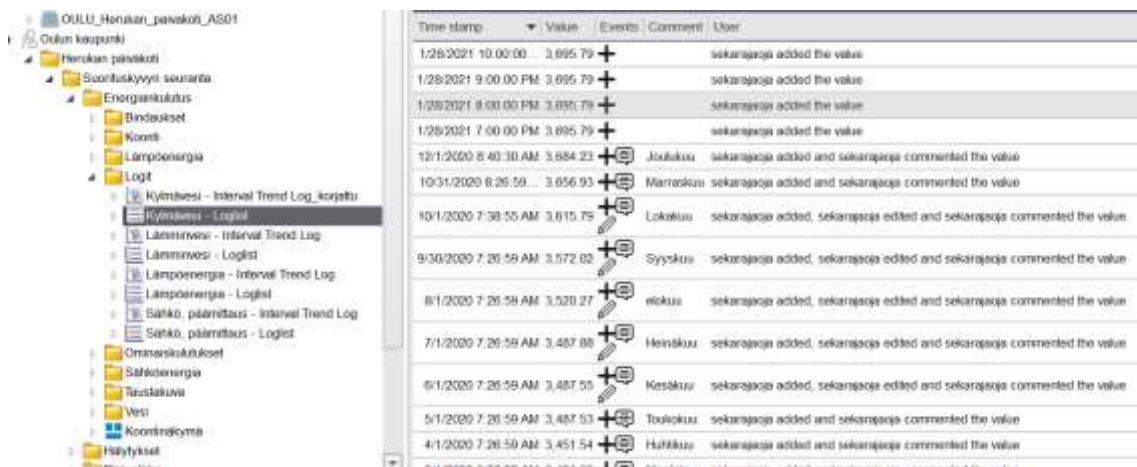 OULU_Herukan_paivakoti_AS01
Oulun kaupunki
Herukan päiväkoti
Suorituskyvyn seuranta
Energiankulutus
Bindaukset
Koonti
Lämpöenergia
Logit
Kylmävesi - Interval Trend Log_korjattu
Kylmävesi - Loglist
Lämminvesi - Interval Trend Log
Lämminvesi - Loglist
Lämpöenergia - Interval Trend Log
Lämpöenergia - Loglist
Sähkö, päämittaus - Interval Trend Log
Sähkö, päämittaus - Loglist
Ominaiskulutukset
Sähköenergia
Taustakuva
Vesi
Koontinäkymä
Hälytykset
Time stamp Value Events Comment User
1/28/2021 10:00:00... 3,695.79 sekarajaoja added the value
1/28/2021 9:00:00 PM 3,695.79 sekarajaoja added the value
1/28/2021 8:00:00 PM 3,695.79 sekarajaoja added the value
1/28/2021 7:00:00 PM 3,695.79 sekarajaoja added the value
12/1/2020 8:40:30 AM 3,684.23 Joulukuu sekarajaoja added and sekarajaoja commented the value
10/31/2020 8:26:59... 3,656.93 Marraskuu sekarajaoja added and sekarajaoja commented the value
10/1/2020 7:38:55 AM 3,615.79 Lokakuu sekarajaoja added, sekarajaoja edited and sekarajaoja commented the value
9/30/2020 7:26:59 AM 3,572.02 Syyskuu sekarajaoja added, sekarajaoja edited and sekarajaoja commented the value
8/1/2020 7:26:59 AM 3,520.27 elokuu sekarajaoja added, sekarajaoja edited and sekarajaoja commented the value
7/1/2020 7:26:59 AM 3,487.88 Heinäkuu sekarajaoja added, sekarajaoja edited and sekarajaoja commented the value
6/1/2020 7:26:59 AM 3,487.55 Kesäkuu sekarajaoja added, sekarajaoja edited and sekarajaoja commented the value
5/1/2020 7:26:59 AM 3,487.53 Toukokuu sekarajaoja added and sekarajaoja commented the value
4/1/2020 7:26:59 AM 3,451.54 Huhtikuu sekarajaoja added and sekarajaoja commented the value